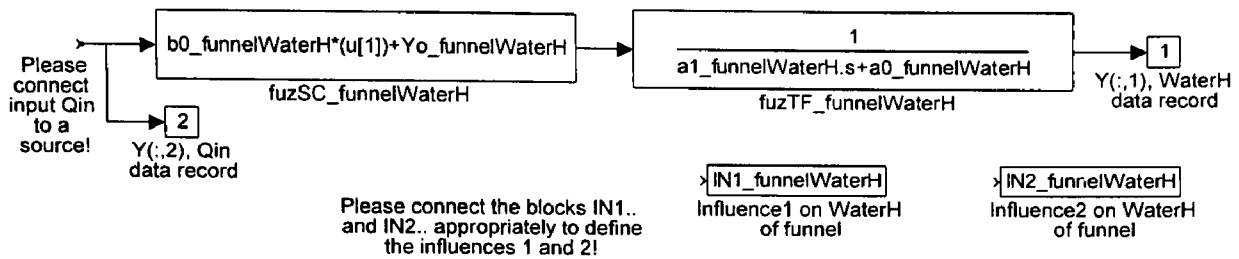 b0_funnelWaterH*(u[1])+Yo_funnelWaterH
fuzSC_funnelWaterH
1
a1_funnelWaterH.s+a0_funnelWaterH
fuzTF_funnelWaterH
1
Y(:,1), WaterH
data record
Please
connect
input Qin
to a
source!
2
Y(:,2), Qin
data record
Please connect the blocks IN1..
and IN2.. appropriately to define
the influences 1 and 2!
IN1_funnelWaterH
Influence1 on WaterH
of funnel
IN2_funnelWaterH
Influence2 on WaterH
of funnel